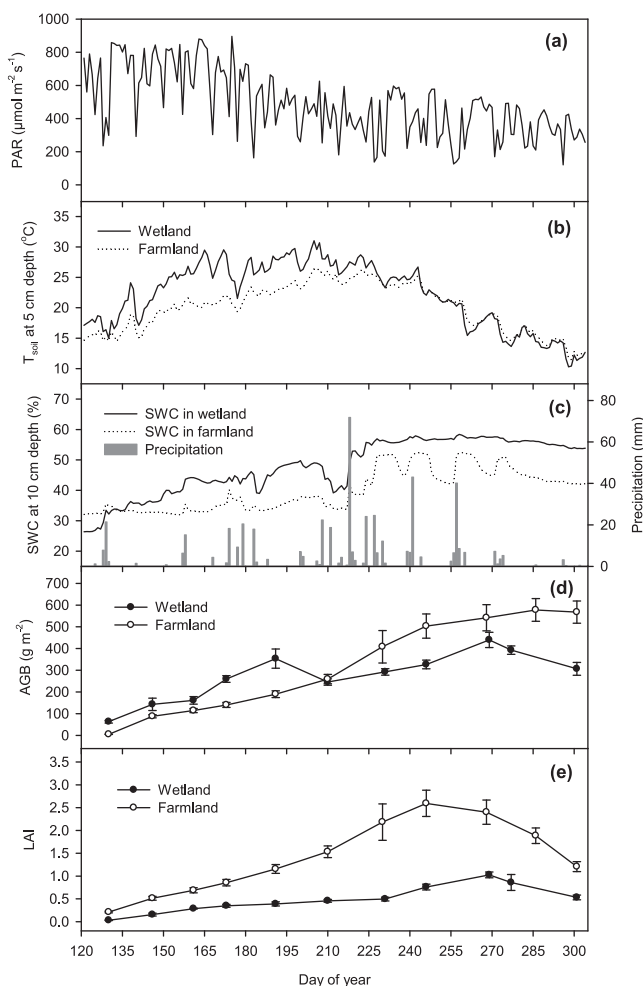 (a)
1000
800
600
400
200
0
PAR (µmol m⁻² s⁻¹)
(b)
Wetland
Farmland
35
30
25
20
15
10
T_soil at 5 cm depth (°C)
(c)
SWC in wetland
SWC in farmland
Precipitation
70
60
50
40
30
20
SWC at 10 cm depth (%)
80
60
40
20
0
Precipitation (mm)
(d)
Wetland
Farmland
700
600
500
400
300
200
100
0
AGB (g m⁻²)
(e)
Wetland
Farmland
3.0
2.5
2.0
1.5
1.0
0.5
0.0
LAI
120 135 150 165 180 195 210 225 240 255 270 285 300
Day of year